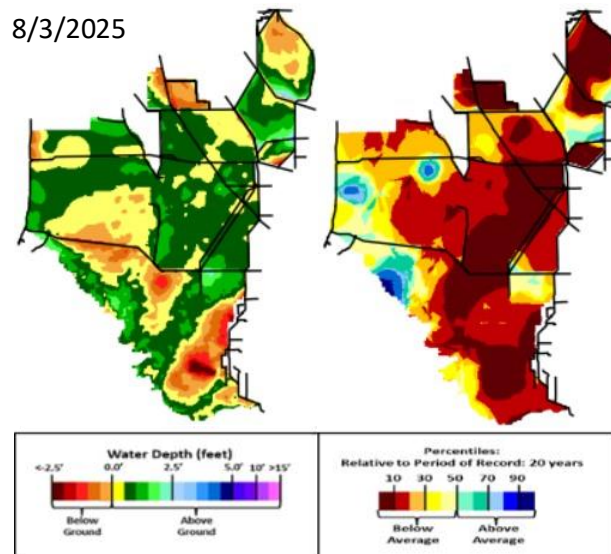 8/3/2025
Water Depth (feet)
<-2.5' 0.0' 2.5' 5.0' 10' >15'
Below
Ground
Above
Ground
Percentiles:
Relative to Period of Record: 20 years
10 30 50 70 90
Below
Average
Above
Average